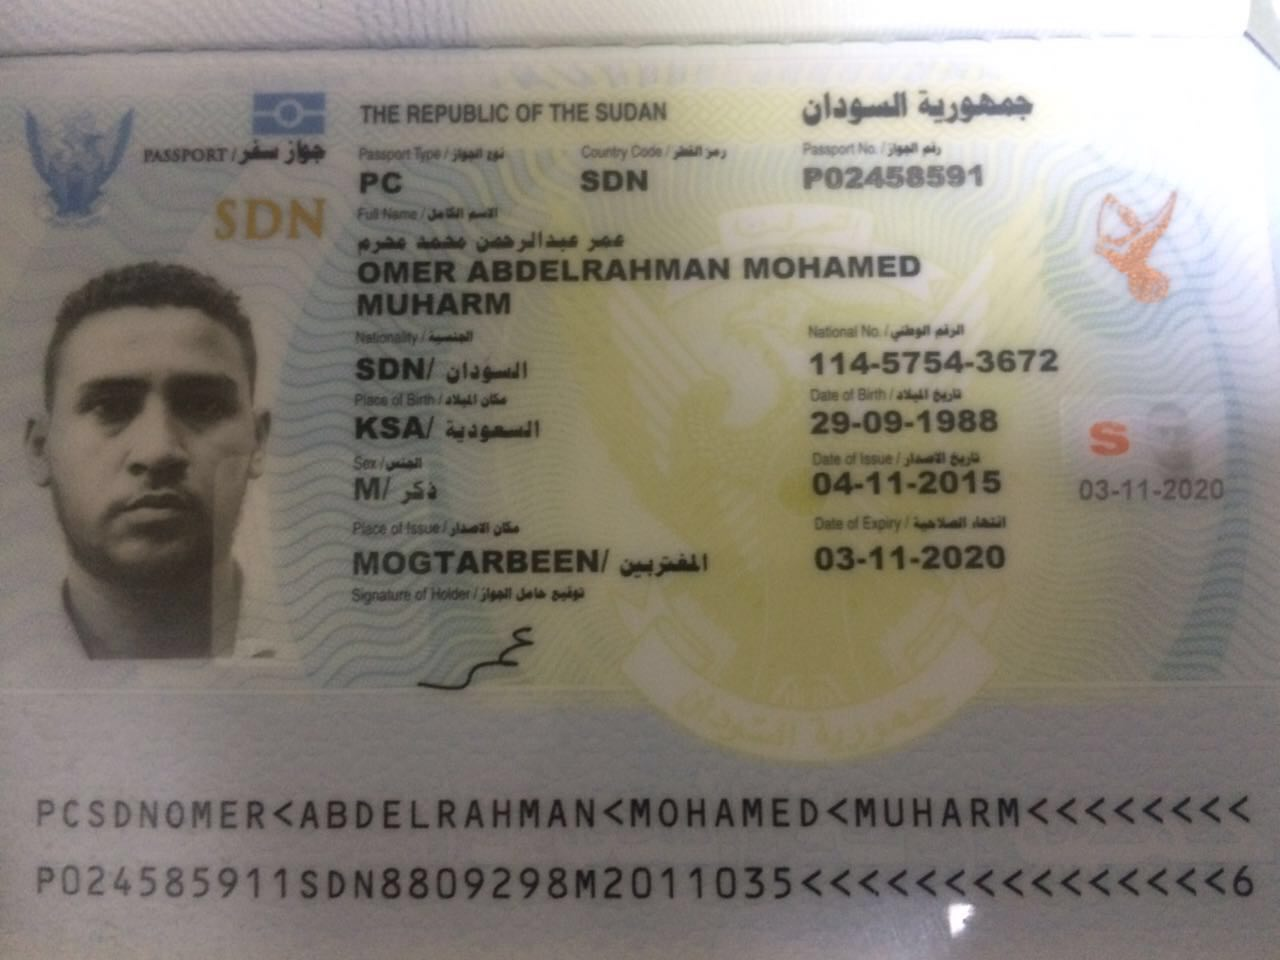 THE REPUBLIC OF THE SUDAN
جمهورية السودان
PASSPORT / جواز سفر
SDN
Passport Type / نوع الجواز
Country Code / رمز القطر
Passport No. / رقم الجواز
PC
SDN
P02458591
Full Name / الاسم الكامل
عمر عبدالرحمن محمد محرم
OMER ABDELRAHMAN MOHAMED
MUHARM
Nationality / الجنسية
National No. / الرقم الوطني
SDN/ السودان
114-5754-3672
Place of Birth / مكان الميلاد
Date of Birth / تاريخ الميلاد
KSA/ السعودية
29-09-1988
Sex / الجنس
Date of Issue / تاريخ الاصدار
M/ ذكر
04-11-2015
S
03-11-2020
Place of Issue / مكان الاصدار
Date of Expiry / انتهاء الصلاحية
MOGTARBEEN/ المغتربين
03-11-2020
Signature of Holder / توقيع حامل الجواز
عمر
جمهورية السودان
PCSDNOMER<ABDELRAHMAN<MOHAMED<MUHARM<<<<<<<<
P024585911SDN8809298M2011035<<<<<<<<<<<<<<<6